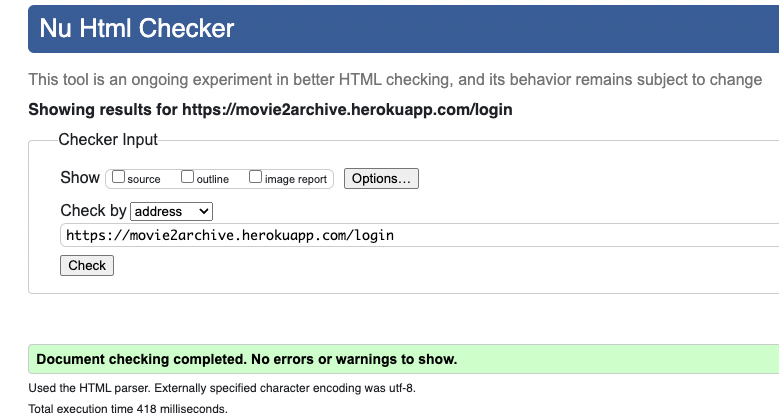 Nu Html Checker
This tool is an ongoing experiment in better HTML checking, and its behavior remains subject to change
Showing results for https://movie2archive.herokuapp.com/login
Checker Input
Show source outline image report Options...
Check by address
https://movie2archive.herokuapp.com/login
Check
Document checking completed. No errors or warnings to show.
Used the HTML parser. Externally specified character encoding was utf-8.
Total execution time 418 milliseconds.